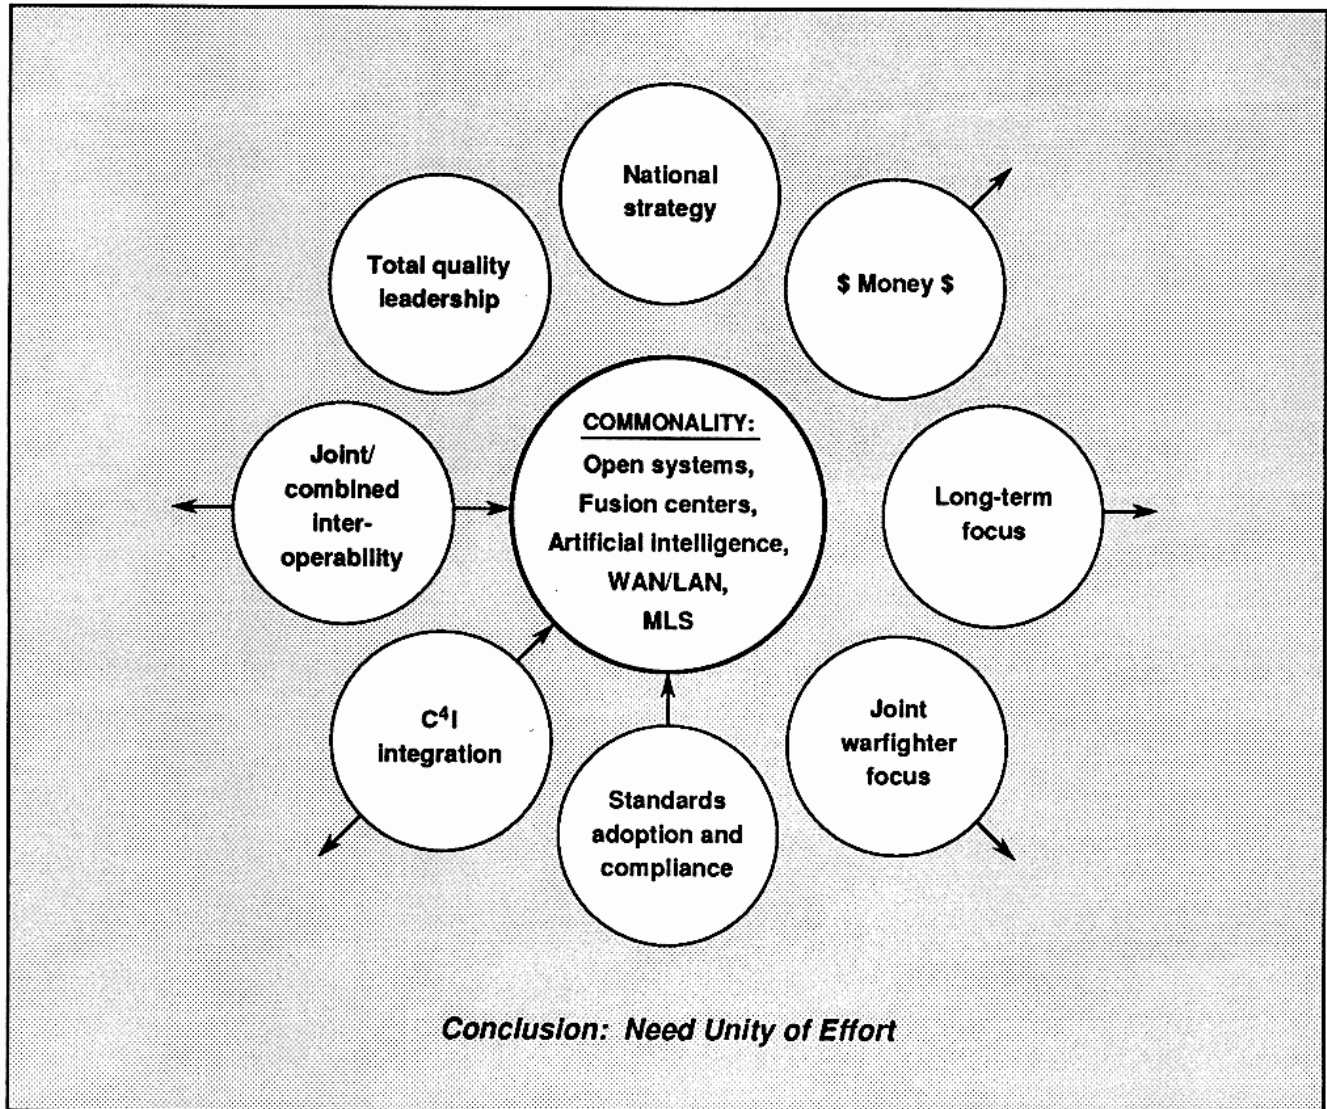 National
strategy
$ Money $
Total quality
leadership
COMMONALITY:
Open systems,
Fusion centers,
Artificial intelligence,
WAN/LAN,
MLS
Joint/
combined
inter-
operability
Long-term
focus
C⁴I
integration
Joint
warfighter
focus
Standards
adoption and
compliance
Conclusion: Need Unity of Effort